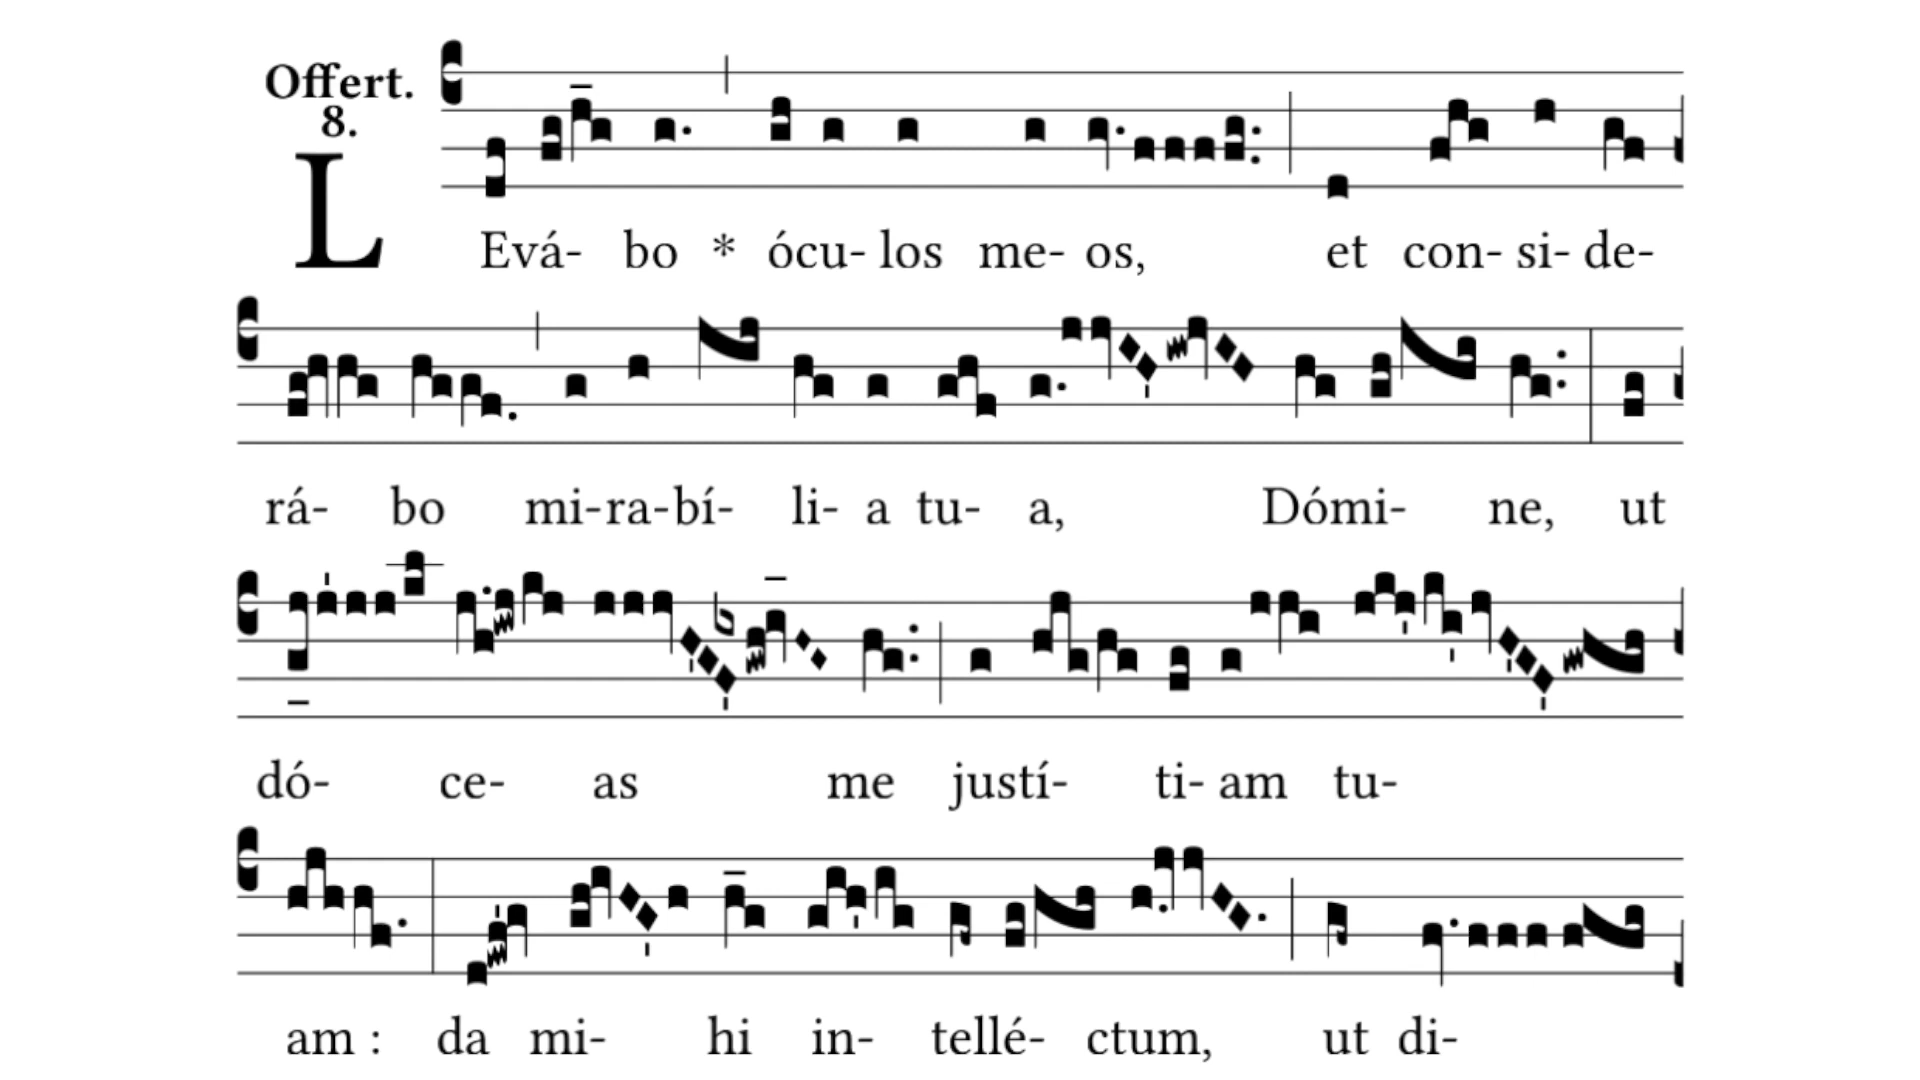 Offert.
8.
LEvá- bo * ócu- los me- os, et con- si- de-
rá- bo mi- ra- bí- li- a tu- a, Dómi- ne, ut
dó- ce- as me justí- ti- am tu-
am : da mi- hi in- tellé- ctum, ut di-